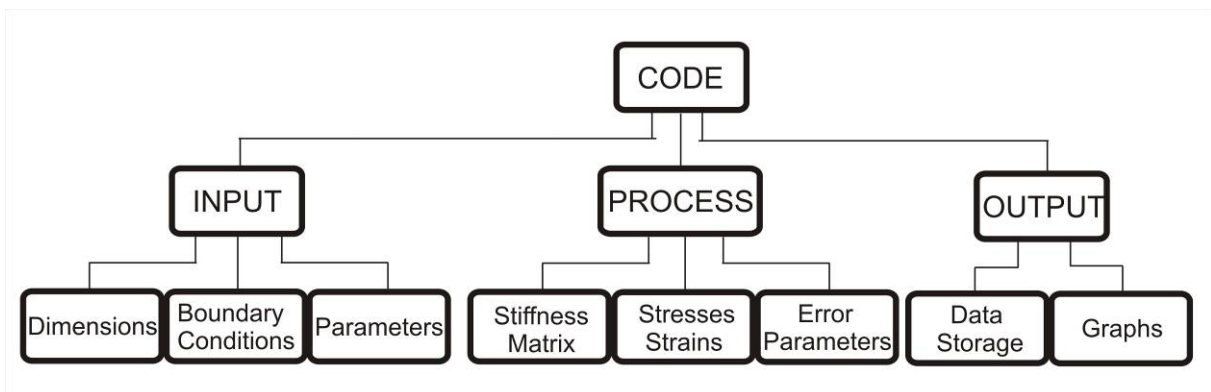 CODE
INPUT
PROCESS
OUTPUT
Dimensions
Boundary
Conditions
Parameters
Stiffness
Matrix
Stresses
Strains
Error
Parameters
Data
Storage
Graphs